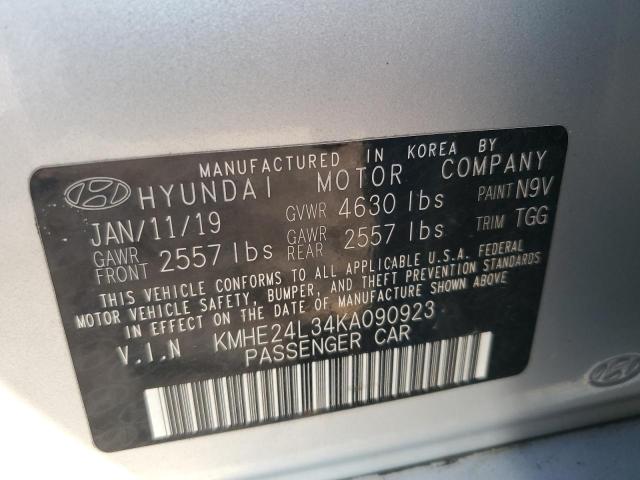 MANUFACTURED IN KOREA BY
HYUNDAI MOTOR COMPANY
JAN/11/19 GVWR 4630 lbs PAINT N9V
GAWR FRONT 2557 lbs GAWR REAR 2557 lbs TRIM TGG
THIS VEHICLE CONFORMS TO ALL APPLICABLE U.S.A. FEDERAL
MOTOR VEHICLE SAFETY, BUMPER, AND THEFT PREVENTION STANDARDS
IN EFFECT ON THE DATE OF MANUFACTURE SHOWN ABOVE.
V.I.N KMHE24L34KA090923
PASSENGER CAR